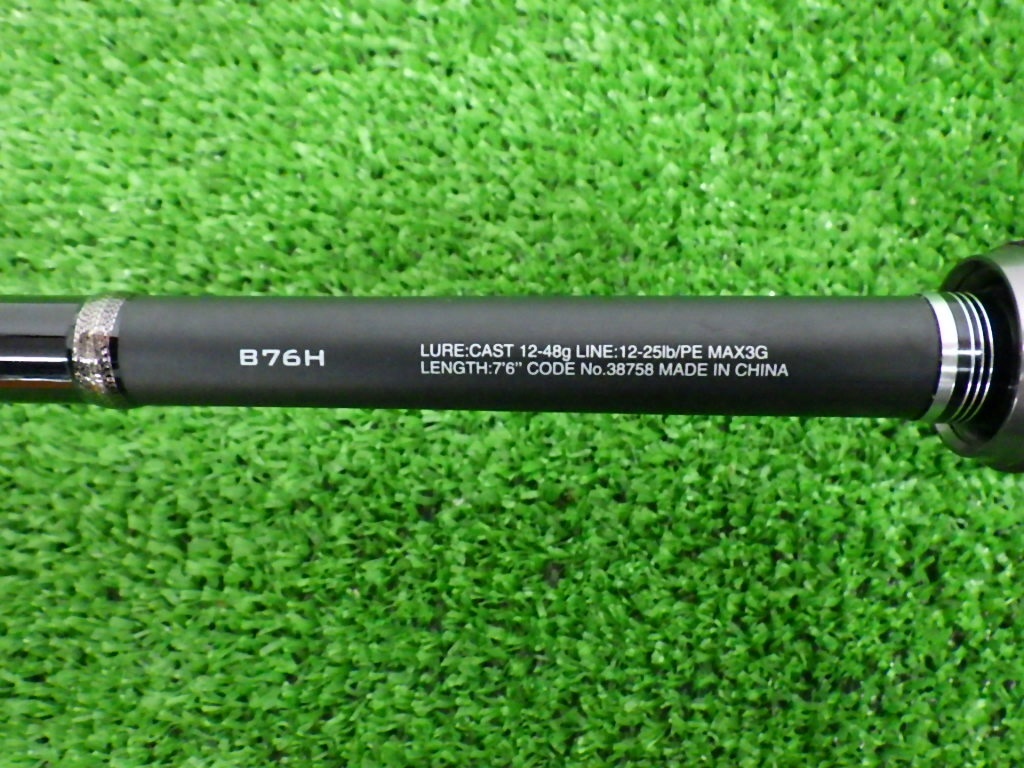 B76H
LURE:CAST 12-48g LINE:12-25lb/PE MAX3G
LENGTH:7'6" CODE No.38758 MADE IN CHINA